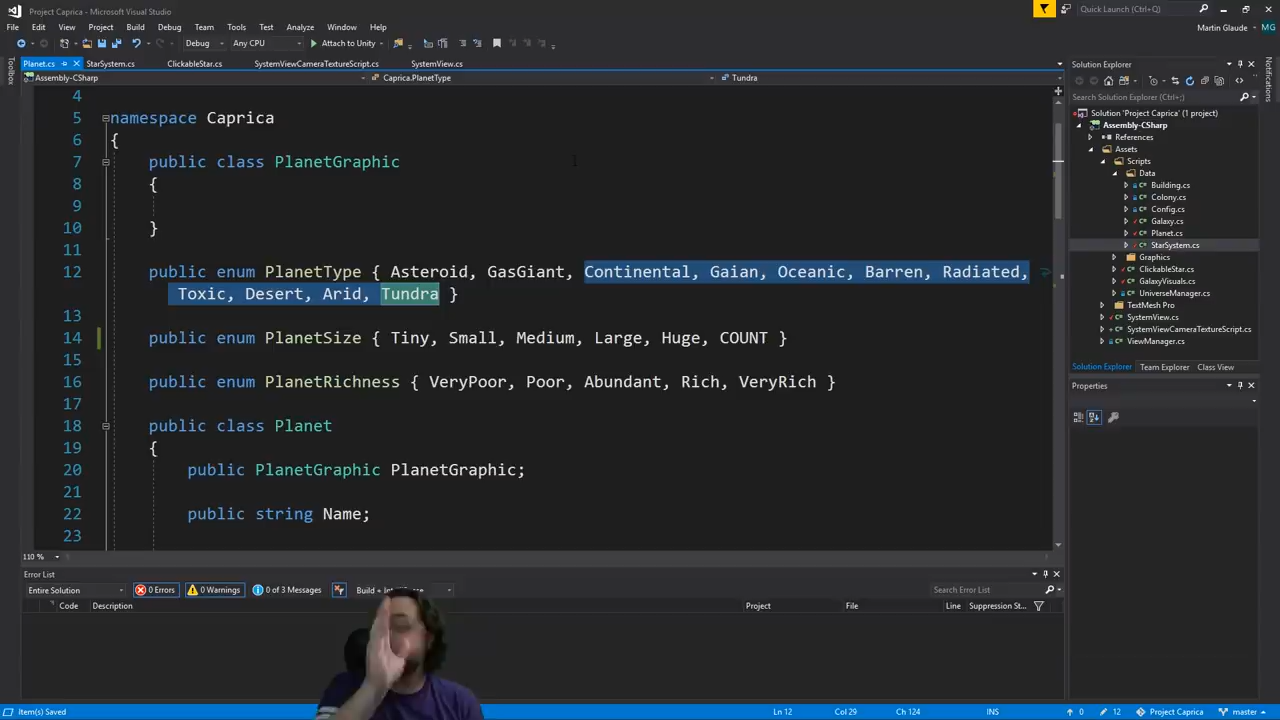 Project Caprica - Microsoft Visual Studio
Quick Launch (Ctrl+Q)
File Edit View Project Build Debug Team Tools Test Analyze Window Help
Martin Glaude MG
Debug Any CPU Attach to Unity
Toolbox
Planet.cs StarSystem.cs ClickableStar.cs SystemViewCameraTextureScript.cs SystemView.cs
Assembly-CSharp Caprica.PlanetType Tundra
4
5 namespace Caprica
6 {
7 public class PlanetGraphic
8 {
9
10 }
11
12 public enum PlanetType { Asteroid, GasGiant, Continental, Gaian, Oceanic, Barren, Radiated,
Toxic, Desert, Arid, Tundra }
13
14 public enum PlanetSize { Tiny, Small, Medium, Large, Huge, COUNT }
15
16 public enum PlanetRichness { VeryPoor, Poor, Abundant, Rich, VeryRich }
17
18 public class Planet
19 {
20 public PlanetGraphic PlanetGraphic;
21
22 public string Name;
23
110 %
Error List
Entire Solution 0 Errors 0 Warnings 0 of 3 Messages Search Error List
Code Description Project File Line Suppression St...
Solution Explorer
Search Solution Explorer (Ctrl+;)
Solution 'Project Caprica' (1 project)
Assembly-CSharp
References
Assets
Scripts
Data
Building.cs
Colony.cs
Config.cs
Galaxy.cs
Planet.cs
StarSystem.cs
Graphics
ClickableStar.cs
GalaxyVisuals.cs
UniverseManager.cs
TextMesh Pro
SystemView.cs
SystemViewCameraTextureScript.cs
ViewManager.cs
Solution Explorer Team Explorer Class View
Properties
Notifications
Item(s) Saved Ln 12 Col 29 Ch 124 INS 0 12 Project Caprica master